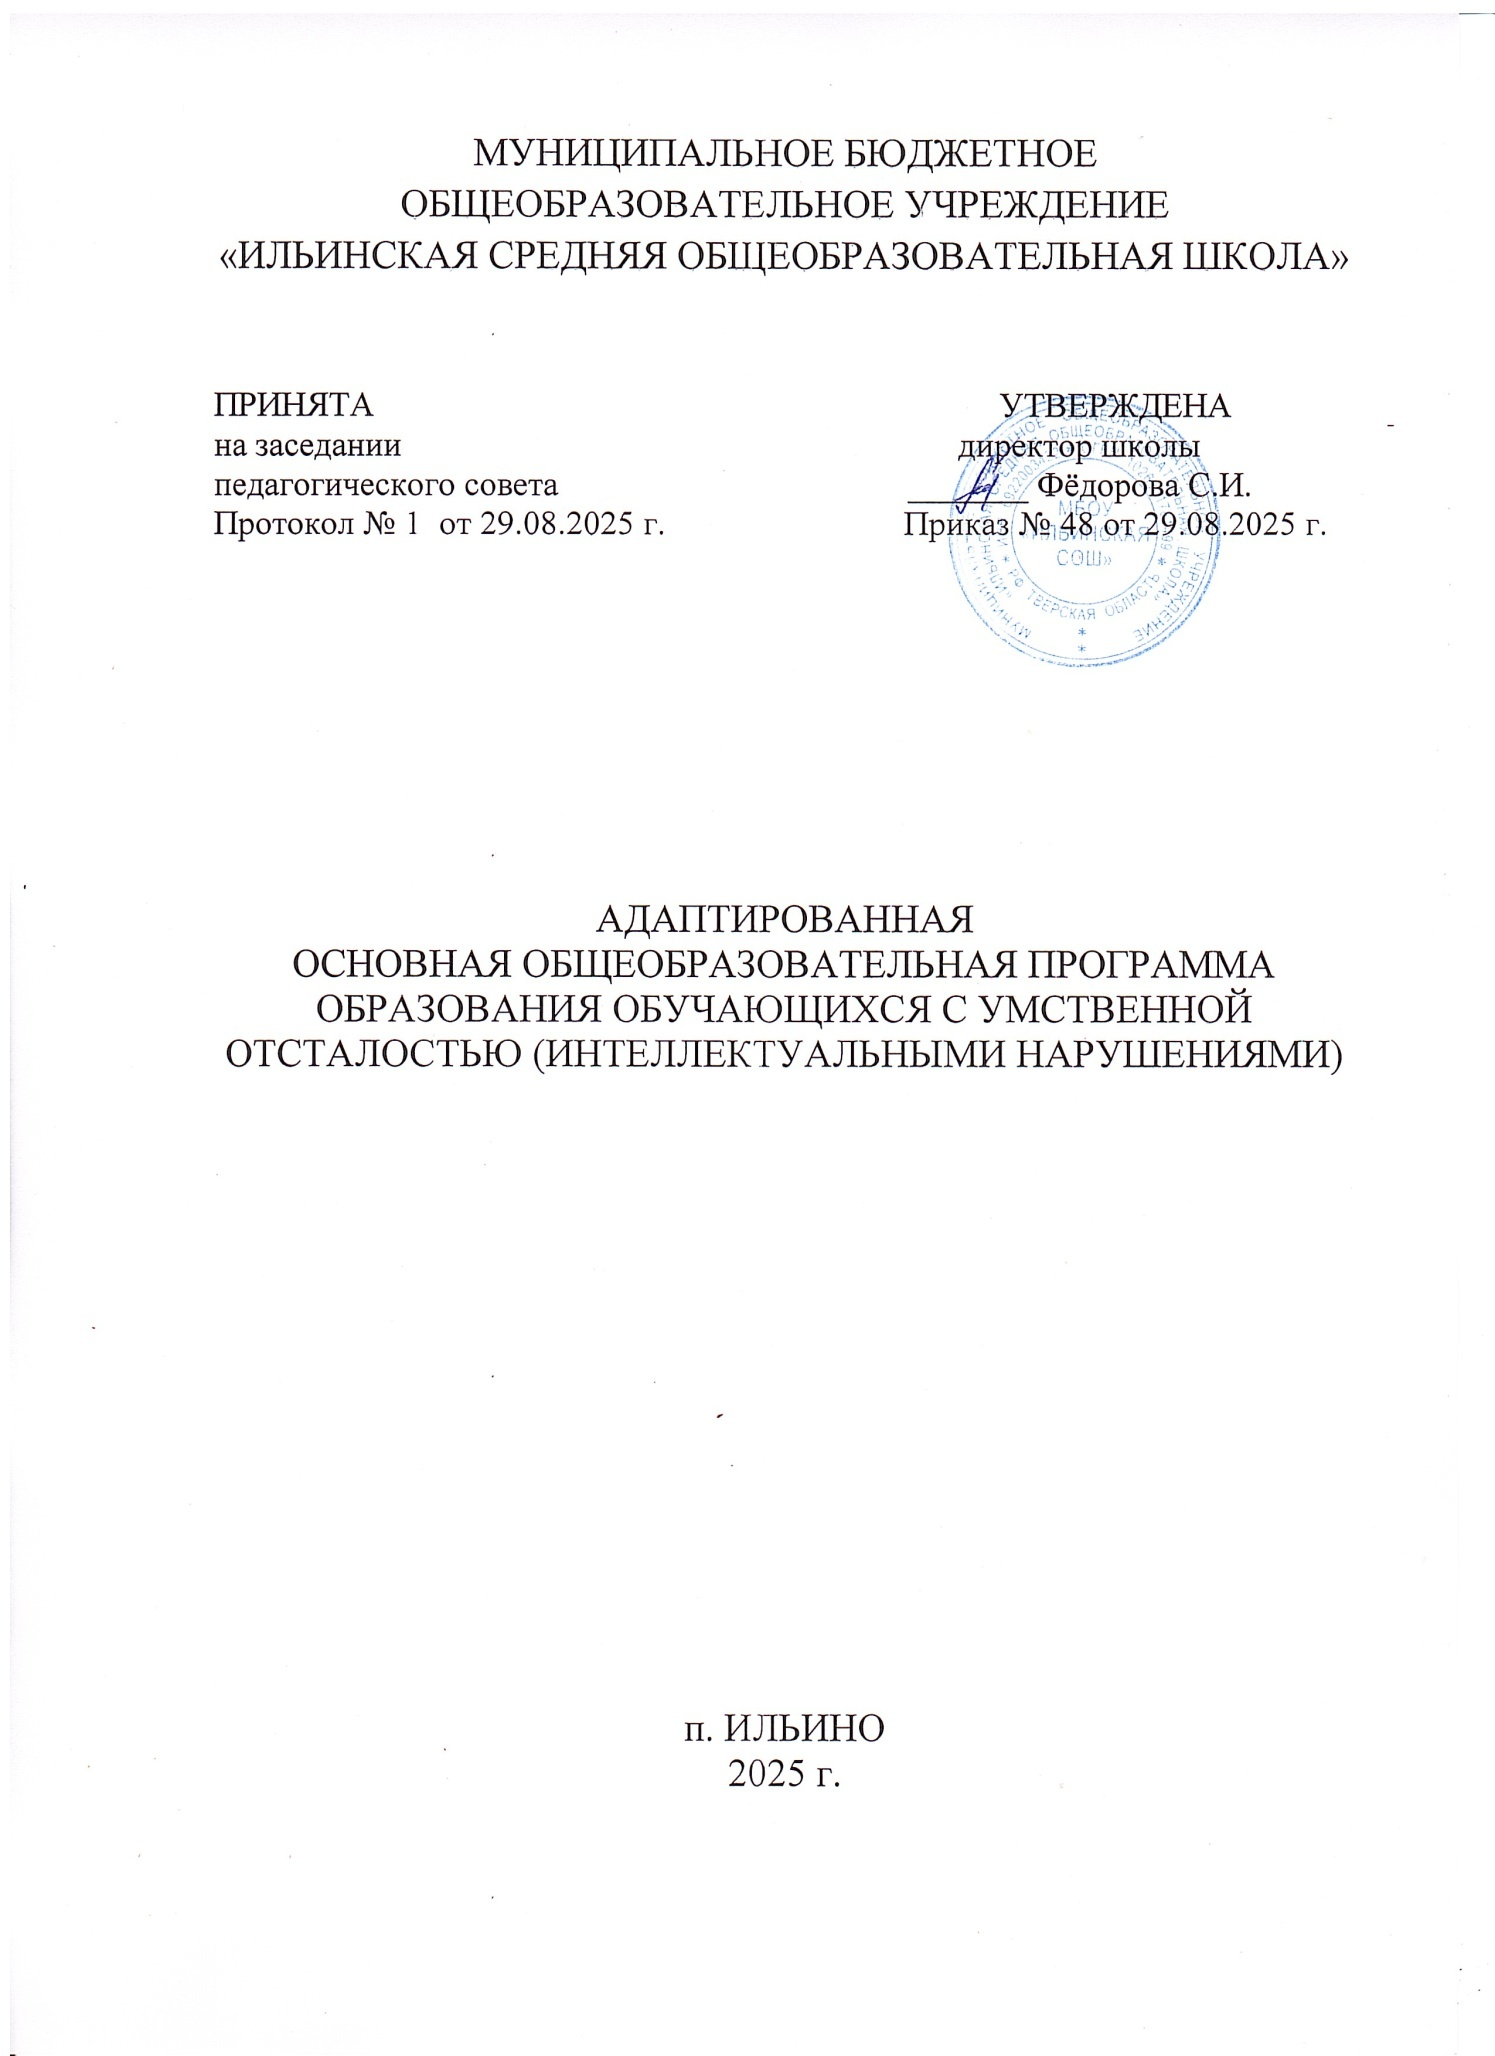 МУНИЦИПАЛЬНОЕ БЮДЖЕТНОЕ
ОБЩЕОБРАЗОВАТЕЛЬНОЕ УЧРЕЖДЕНИЕ
«ИЛЬИНСКАЯ СРЕДНЯЯ ОБЩЕОБРАЗОВАТЕЛЬНАЯ ШКОЛА»
ПРИНЯТА
на заседании
педагогического совета
Протокол № 1 от 29.08.2025 г.
УТВЕРЖДЕНА
директор школы
Фёдорова С.И.
Приказ № 48 от 29.08.2025 г.
МБОУ
«ИЛЬИНСКАЯ
СОШ»
РФ * ТВЕРСКАЯ ОБЛАСТЬ *
АДАПТИРОВАННАЯ
ОСНОВНАЯ ОБЩЕОБРАЗОВАТЕЛЬНАЯ ПРОГРАММА
ОБРАЗОВАНИЯ ОБУЧАЮЩИХСЯ С УМСТВЕННОЙ
ОТСТАЛОСТЬЮ (ИНТЕЛЛЕКТУАЛЬНЫМИ НАРУШЕНИЯМИ)
п. ИЛЬИНО
2025 г.